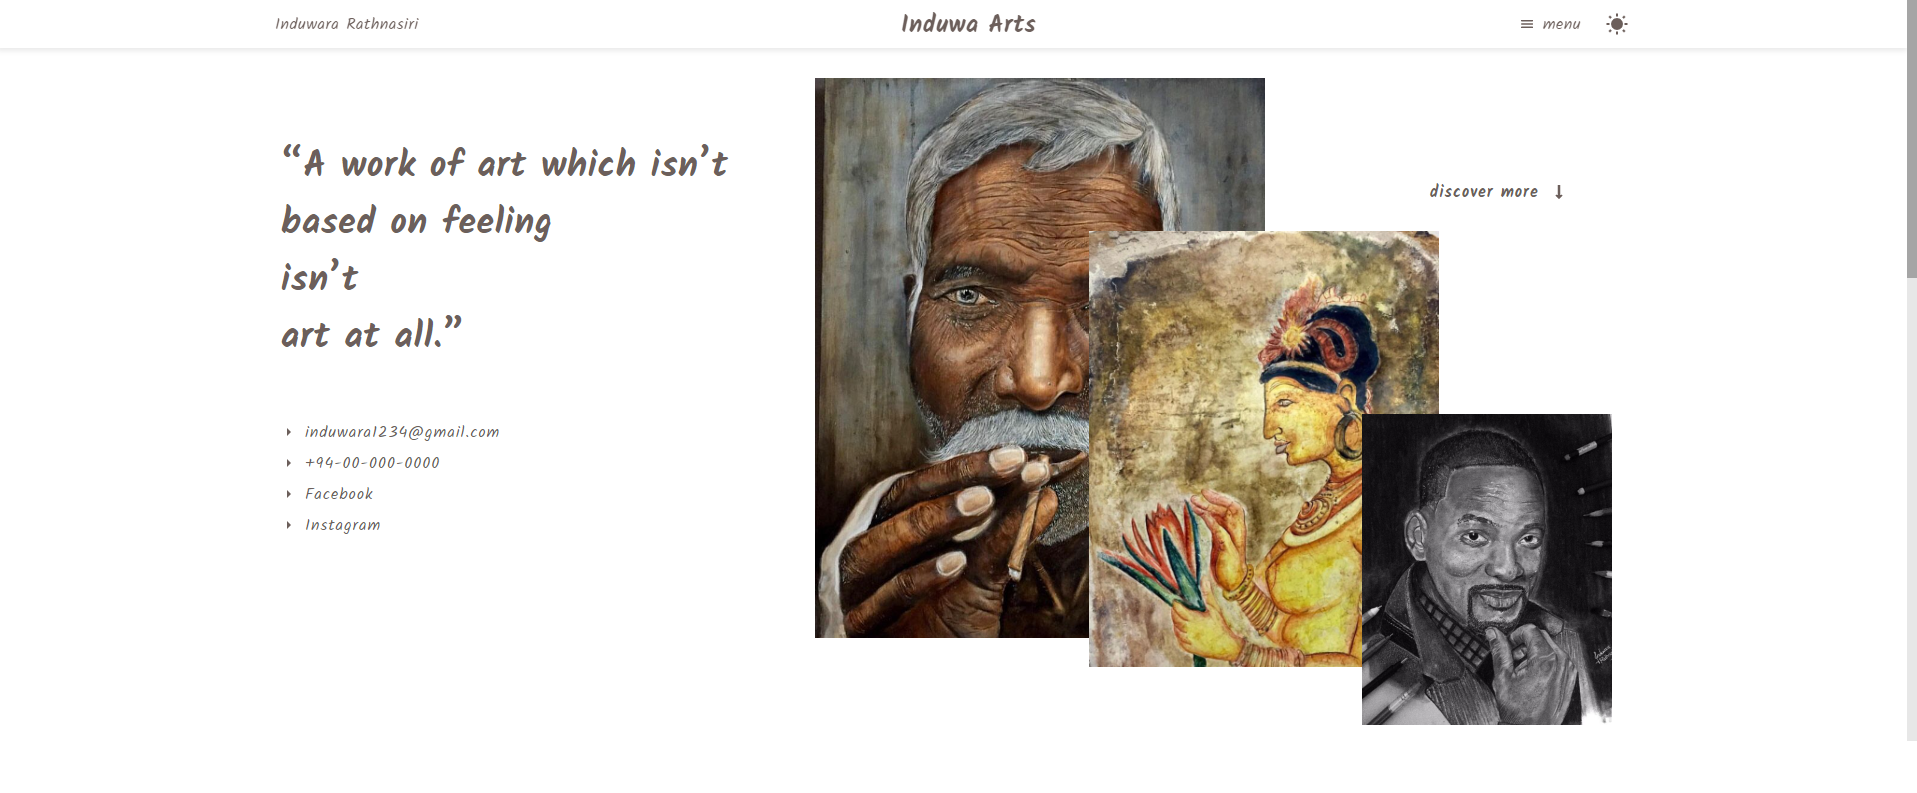 Induwara Rathnasiri
Induwa Arts
menu
“A work of art which isn’t
based on feeling
isn’t
art at all.”
discover more
induwara1234@gmail.com
+94-00-000-0000
Facebook
Instagram